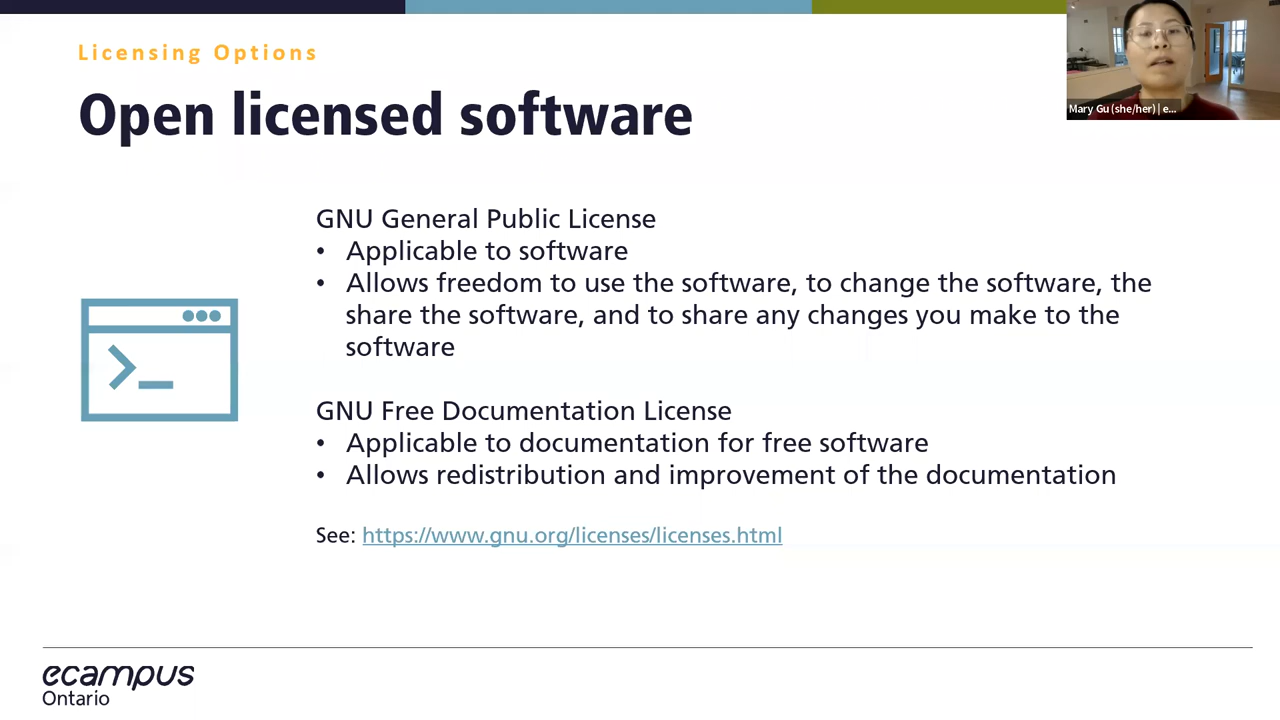 Licensing Options
Open licensed software
Mary Gu (she/her) | e...
GNU General Public License
• Applicable to software
• Allows freedom to use the software, to change the software, the
share the software, and to share any changes you make to the
software
GNU Free Documentation License
• Applicable to documentation for free software
• Allows redistribution and improvement of the documentation
See: https://www.gnu.org/licenses/licenses.html
ecampus
Ontario